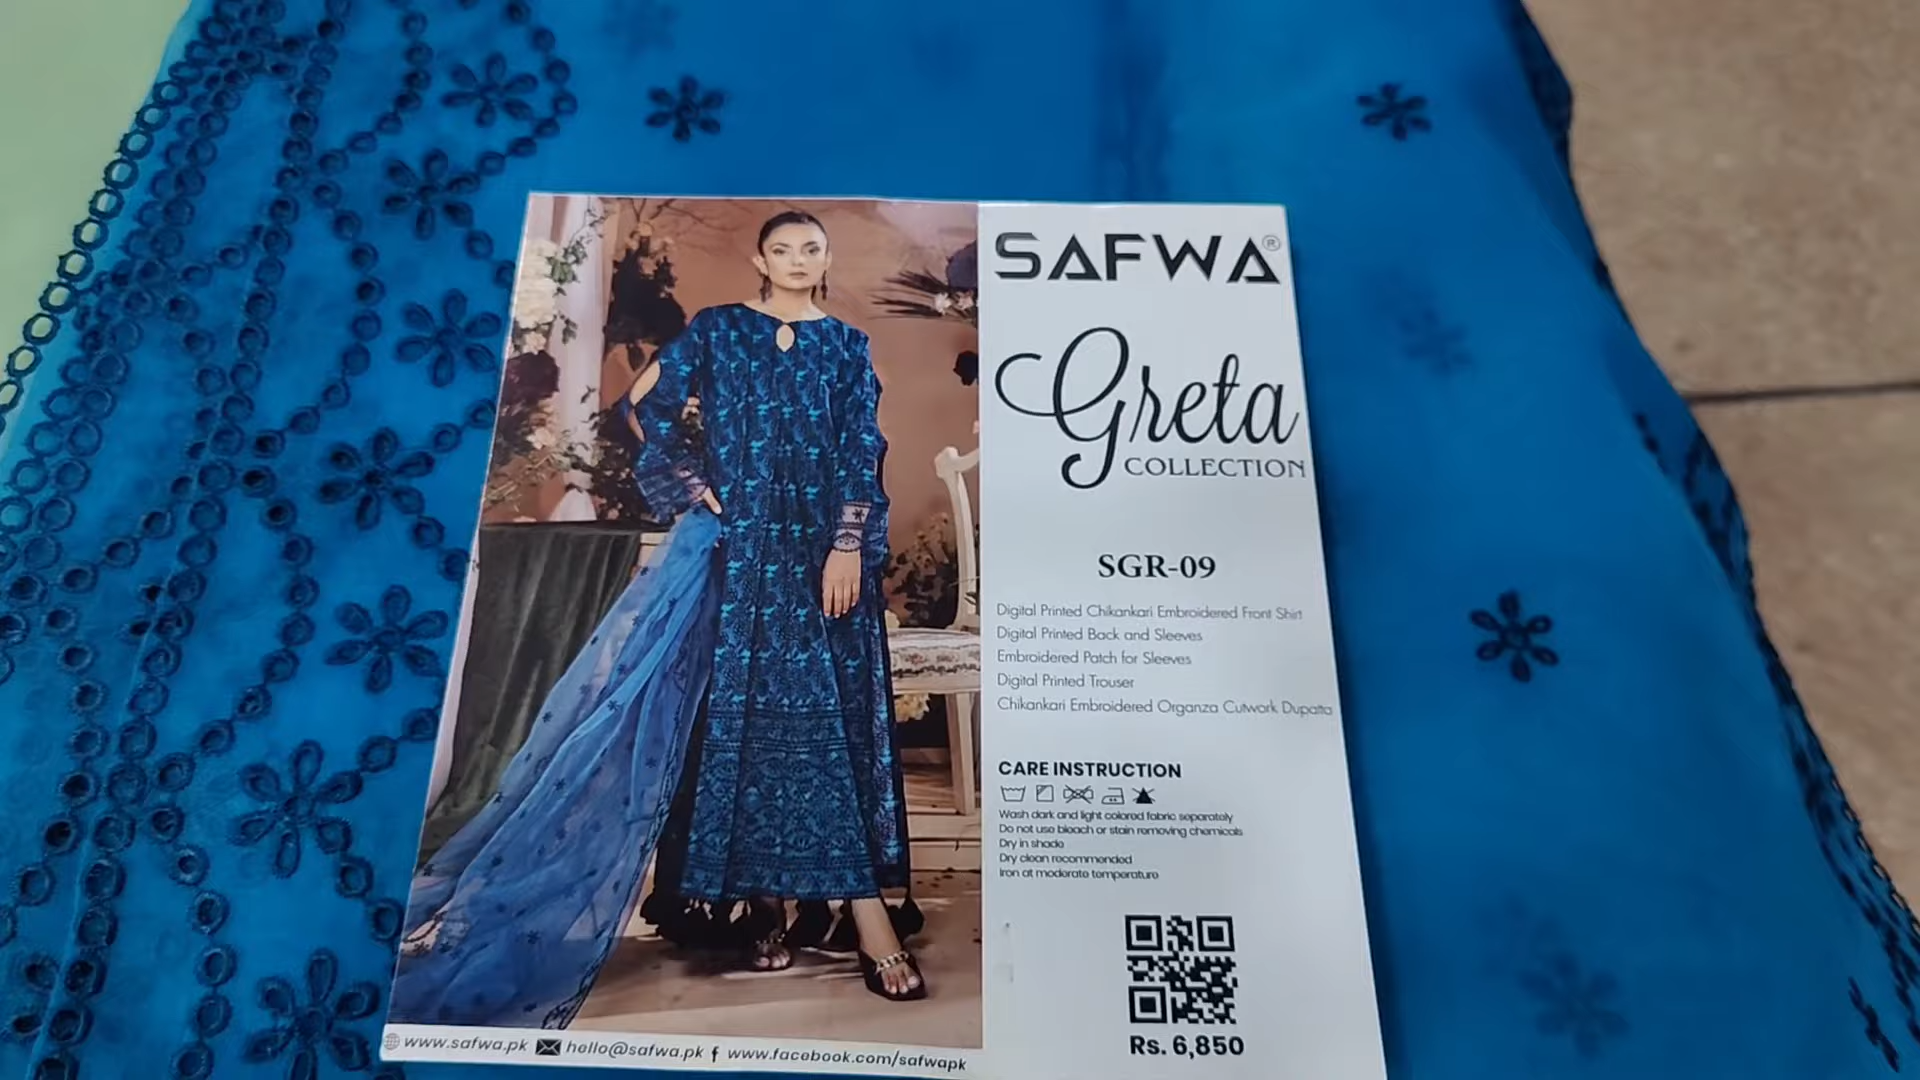 SAFWA®
Greta
COLLECTION
SGR-09
Digital Printed Chikankari Embroidered Front Shirt
Digital Printed Back and Sleeves
Embroidered Patch for Sleeves
Digital Printed Trouser
Chikankari Embroidered Organza Cutwork Dupatta
CARE INSTRUCTION
Wash dark and light colored fabric separately
Do not use bleach or stain removing chemicals
Dry in shade
Dry clean recommended
Iron at moderate temperature
Rs. 6,850
www.safwa.pk hello@safwa.pk f www.facebook.com/safwapk